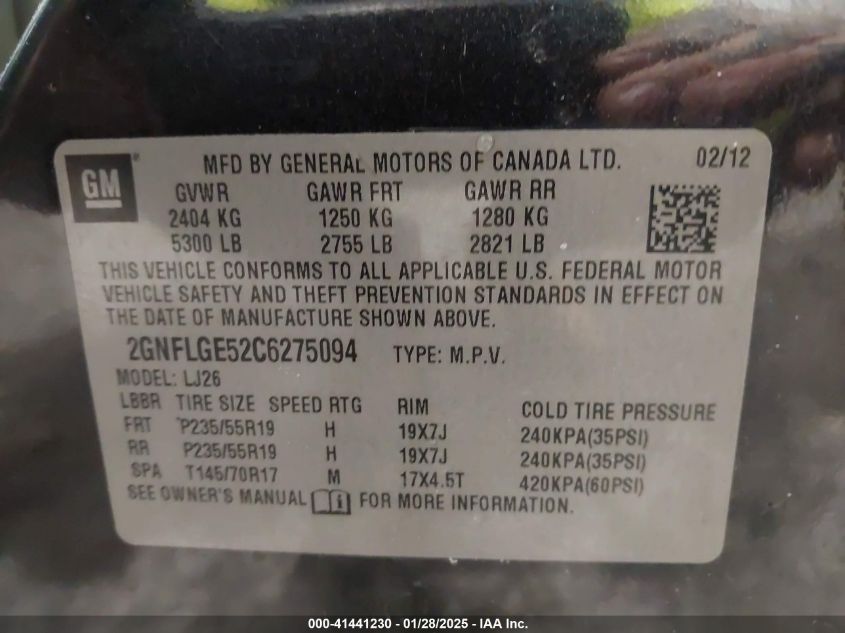 GM MFD BY GENERAL MOTORS OF CANADA LTD. 02/12
GVWR GAWR FRT GAWR RR
2404 KG 1250 KG 1280 KG
5300 LB 2755 LB 2821 LB
THIS VEHICLE CONFORMS TO ALL APPLICABLE U.S. FEDERAL MOTOR
VEHICLE SAFETY AND THEFT PREVENTION STANDARDS IN EFFECT ON
THE DATE OF MANUFACTURE SHOWN ABOVE.
2GNFLGE52C6275094 TYPE: M.P.V.
MODEL: LJ26
LBBR TIRE SIZE SPEED RTG RIM COLD TIRE PRESSURE
FRT P235/55R19 H 19X7J 240KPA(35PSI)
RR P235/55R19 H 19X7J 240KPA(35PSI)
SPA T145/70R17 M 17X4.5T 420KPA(60PSI)
SEE OWNER'S MANUAL i FOR MORE INFORMATION.
000-41441230 - 01/28/2025 - IAA Inc.